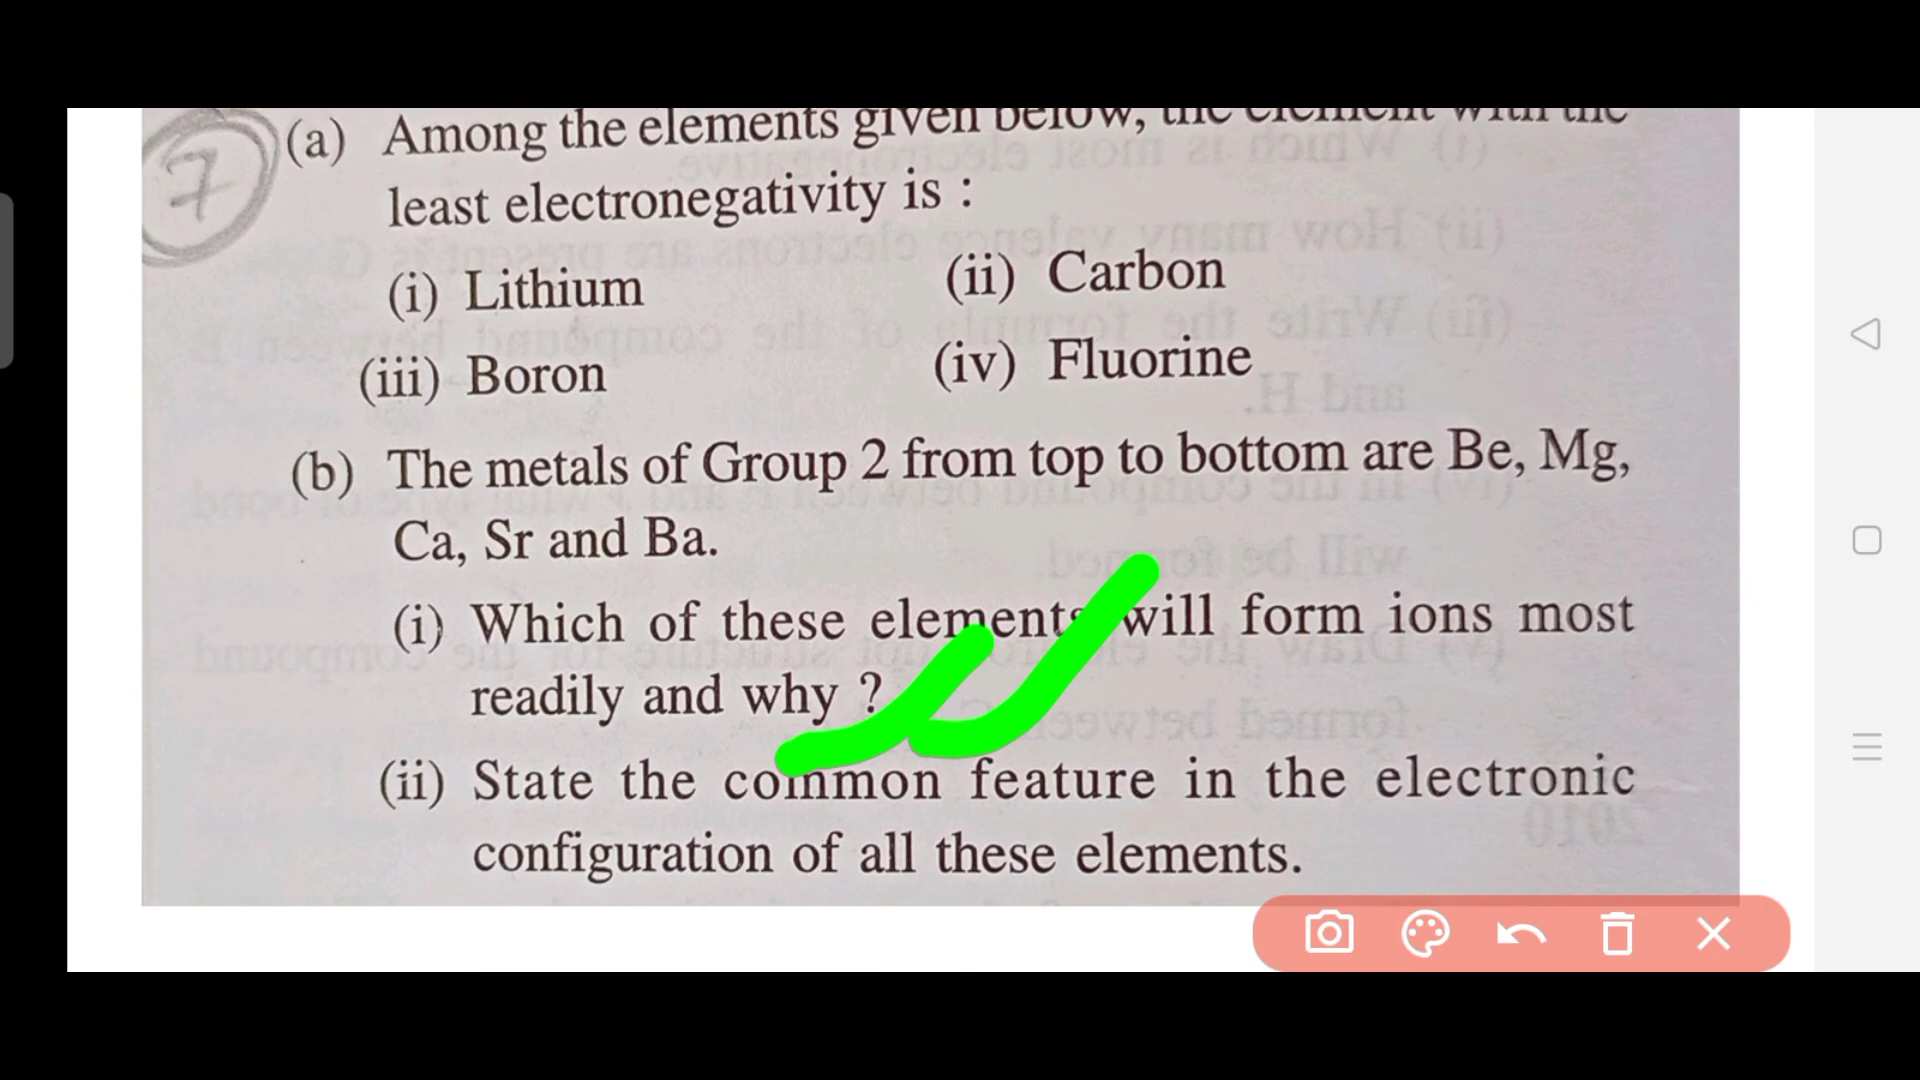 7
(a) Among the elements given below, the element with the
least electronegativity is :
(i) Lithium (ii) Carbon
(iii) Boron (iv) Fluorine
(b) The metals of Group 2 from top to bottom are Be, Mg,
Ca, Sr and Ba.
(i) Which of these elements will form ions most
readily and why ?
(ii) State the common feature in the electronic
configuration of all these elements.